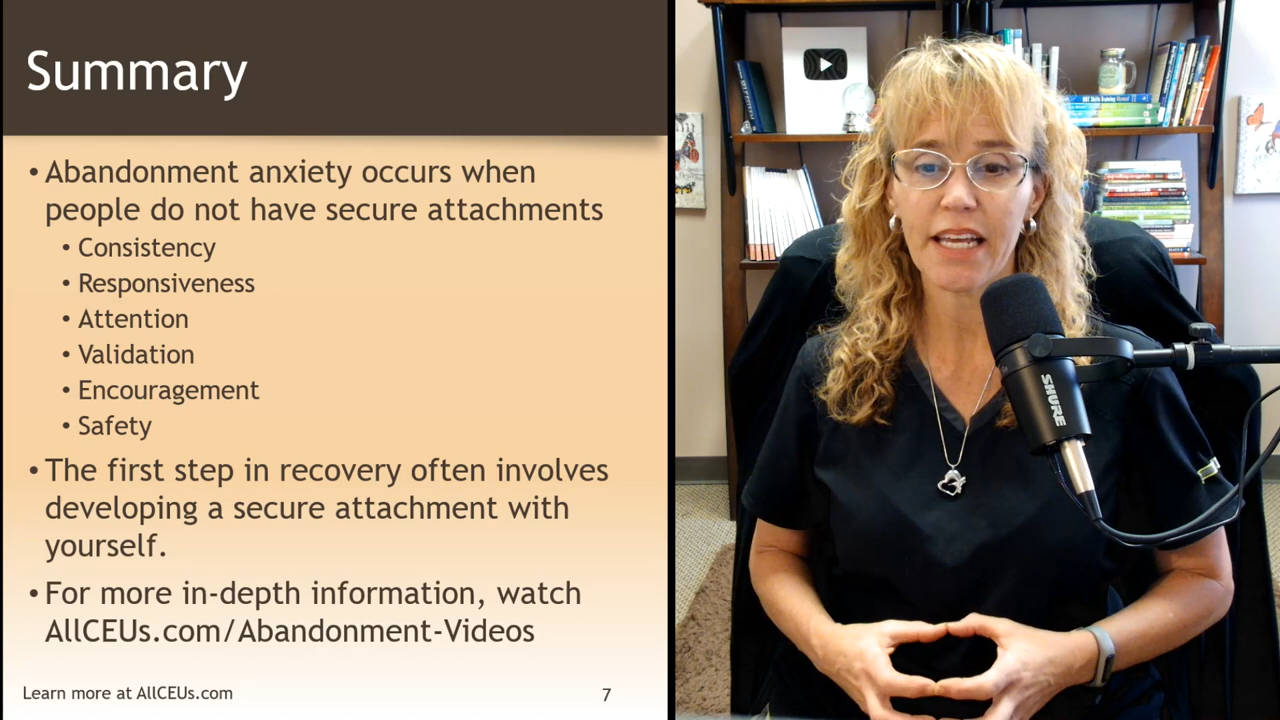 Summary
• Abandonment anxiety occurs when
people do not have secure attachments
• Consistency
• Responsiveness
• Attention
• Validation
• Encouragement
• Safety
• The first step in recovery often involves
developing a secure attachment with
yourself.
• For more in-depth information, watch
AllCEUs.com/Abandonment-Videos
Learn more at AllCEUs.com
7
SHURE